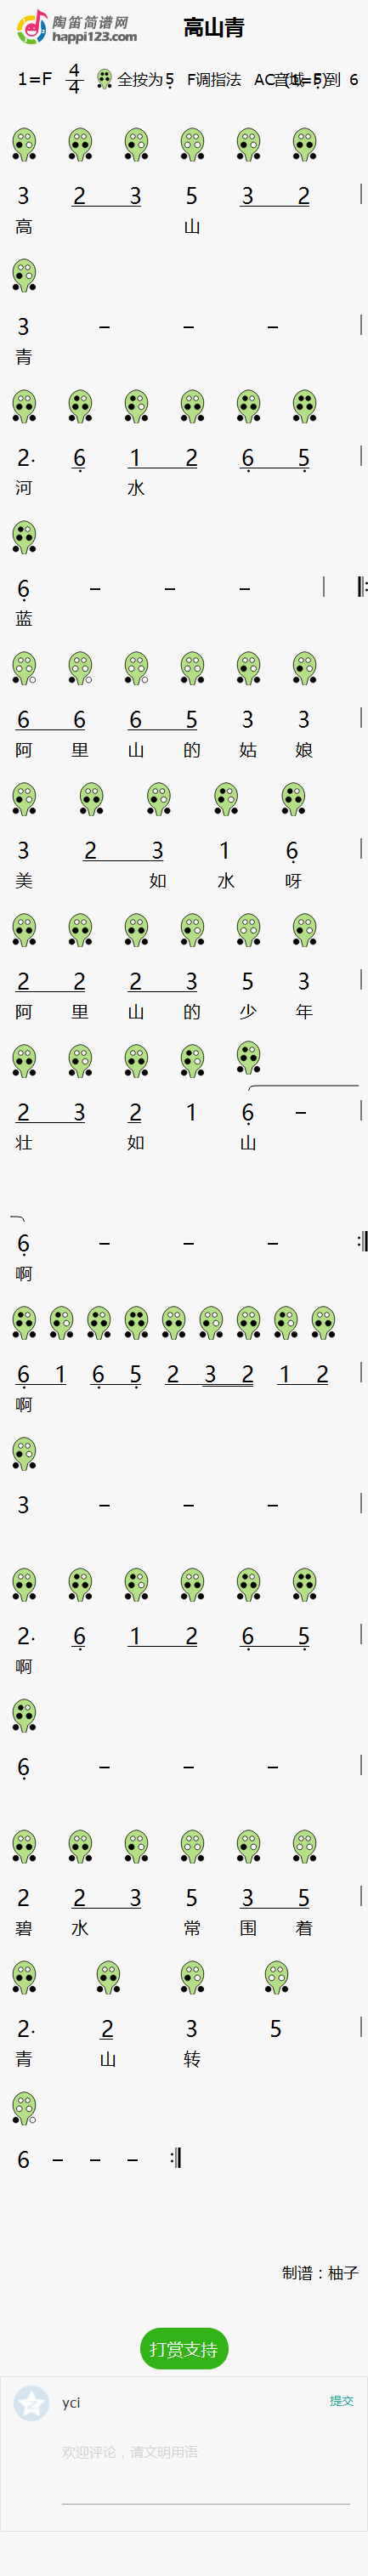 陶笛简谱网
happi123.com
高山青
1=F 4/4 全按为5̣ F调指法 AC音域 (1=F) 5̣到 6
3 2 3 5 3 2 |
高 山
3 - - - |
青
2· 6̣ 1 2 6̣ 5̣ |
河 水
6̣ - - - | |:
蓝
6 6 6 5 3 3 |
阿 里 山 的 姑 娘
3 2 3 1 6̣ |
美 如 水 呀
2 2 2 3 5 3 |
阿 里 山 的 少 年
2 3 2 1 6̣ - |
壮 如 山
6̣ - - - :|
啊
6̣ 1 6̣ 5̣ 2 3 2 1 2 |
啊
3 - - - |
2· 6̣ 1 2 6̣ 5̣ |
啊
6̣ - - - |
2 2 3 5 3 5 |
碧 水 常 围 着
2· 2 3 5 |
青 山 转
6 - - - :|
制谱：柚子
打赏支持
yci 提交
欢迎评论，请文明用语